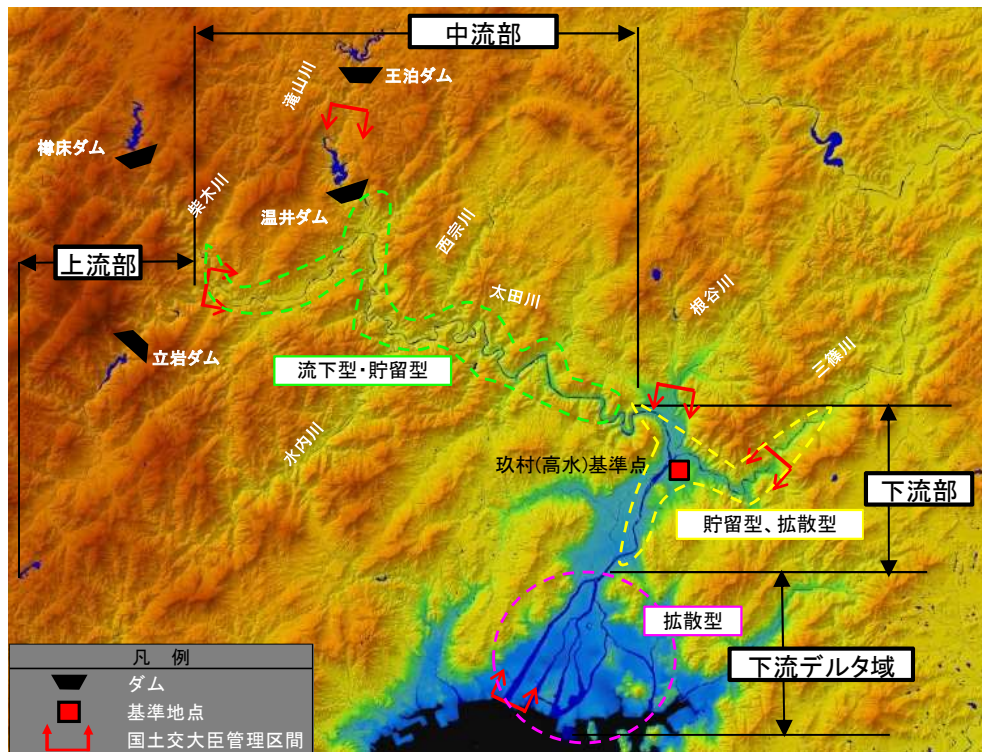 中流部
王泊ダム
滝山川
樽床ダム
柴木川
温井ダム
西宗川
上流部
太田川
根谷川
立岩ダム
流下型・貯留型
三篠川
水内川
玖村(高水)基準点
下流部
貯留型、拡散型
拡散型
下流デルタ域
凡 例
ダム
基準地点
国土交大臣管理区間